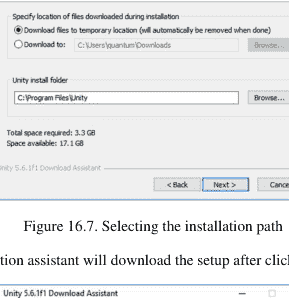 Specify location of files downloaded during installation
Download files to temporary location (will automatically be removed when done)
Download to: C:\Users\quantum\Downloads Browse...
Unity install folder
C:\Program Files\Unity Browse...
Total space required: 3.3 GB
Space available: 17.1 GB
nity 5.6.1f1 Download Assistant
< Back Next > Cance
Figure 16.7. Selecting the installation path
tion assistant will download the setup after clic
Unity 5.6.1f1 Download Assistant